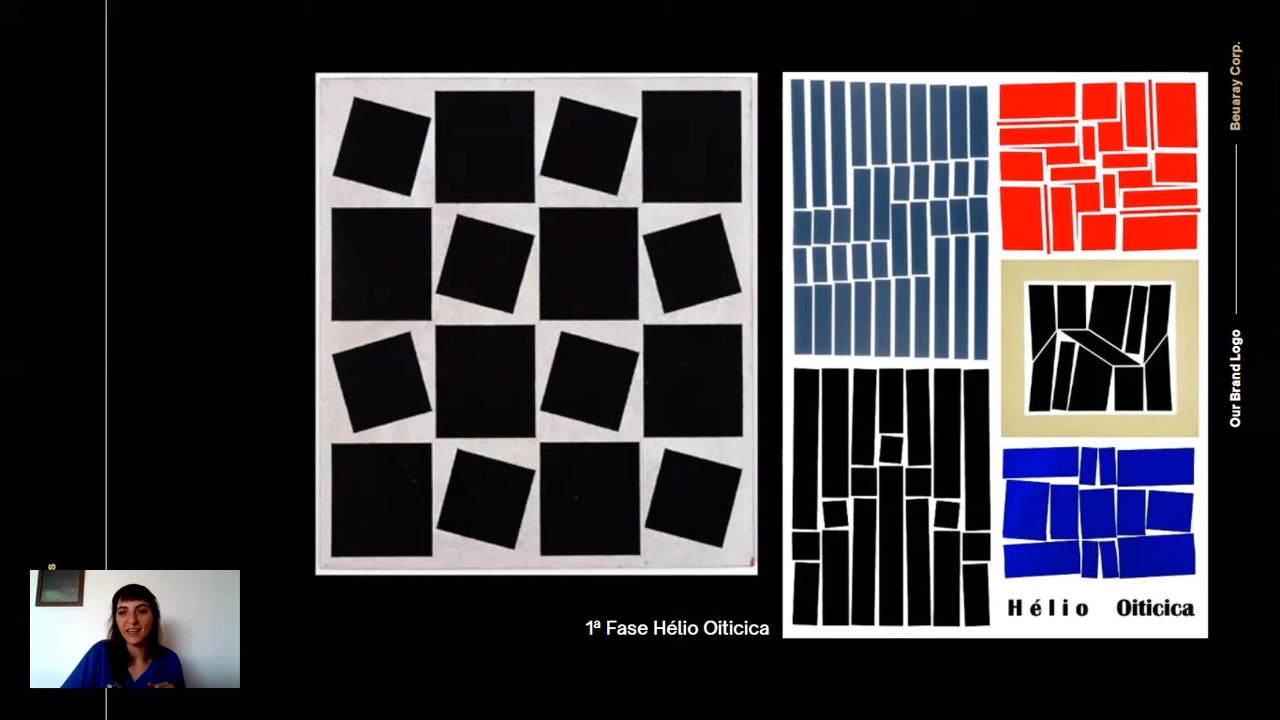 Beuaray Corp.
Our Brand Logo
1ª Fase Hélio Oiticica
Hélio Oiticica
s